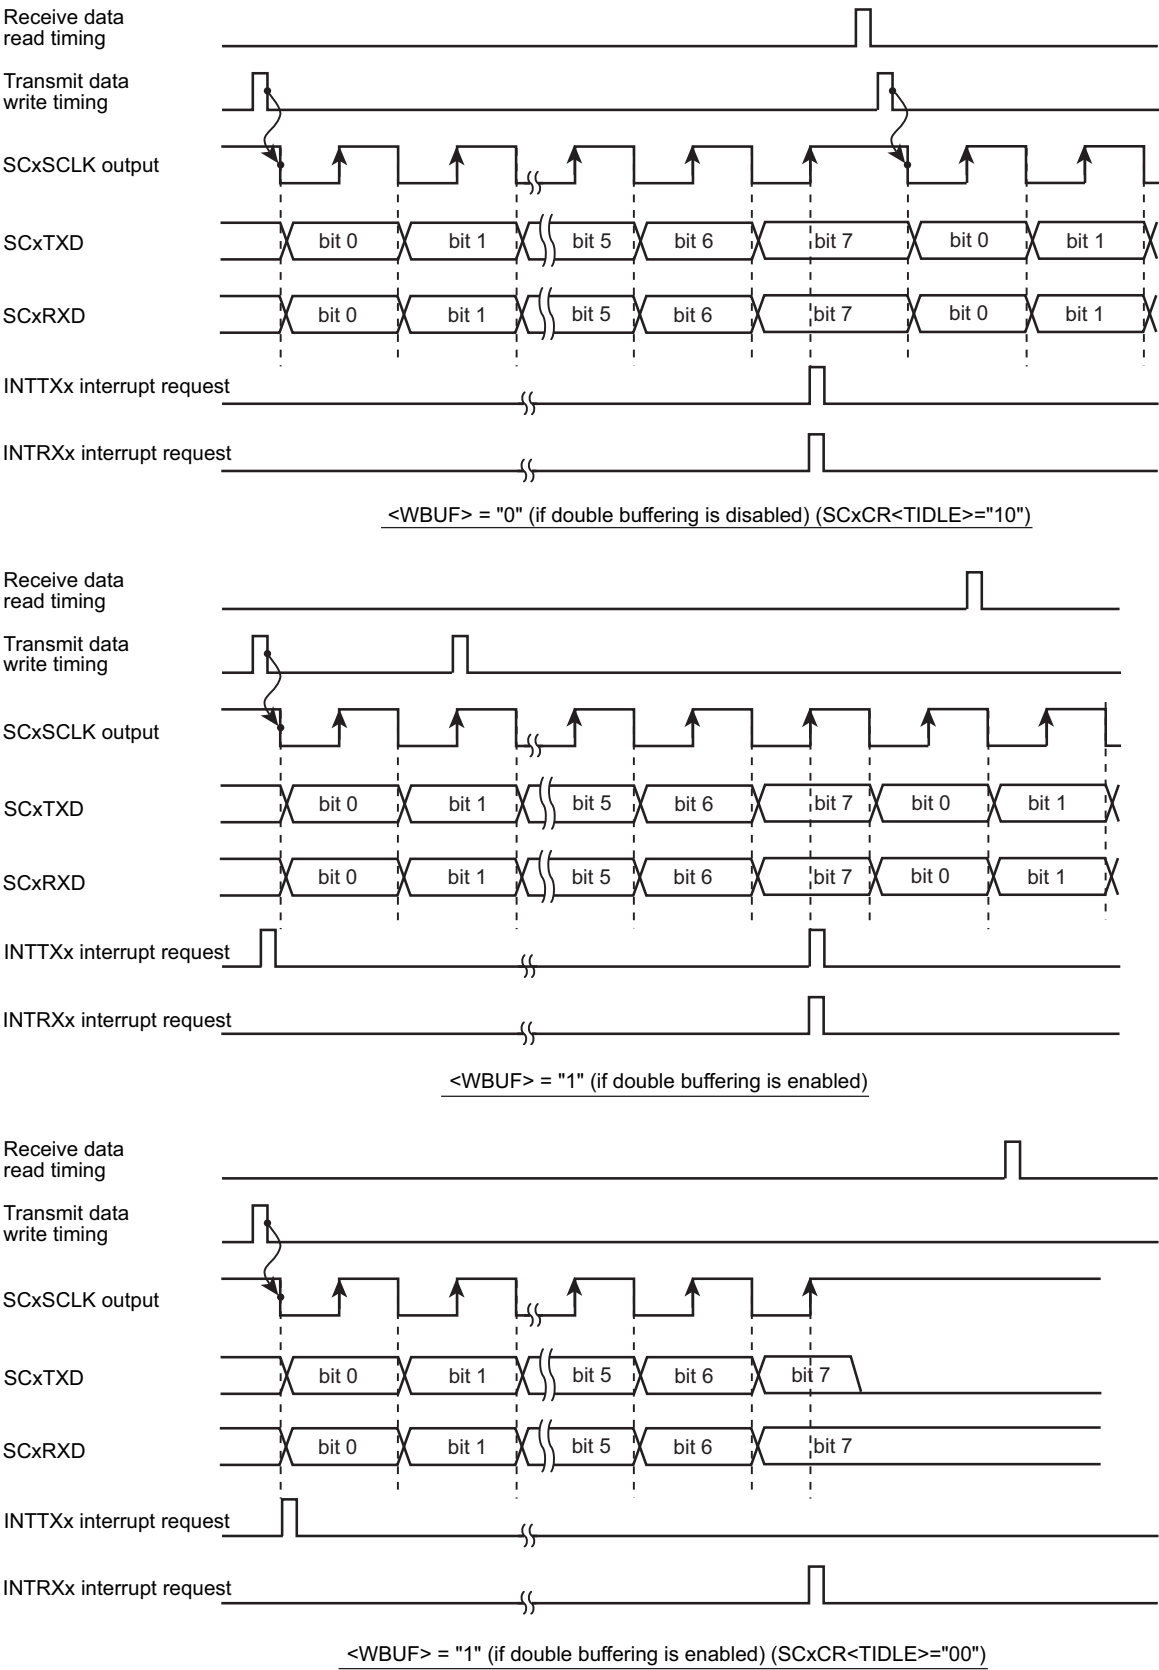 Receive data
read timing
Transmit data
write timing
SCxSCLK output
SCxTXD
bit 0 bit 1 bit 5 bit 6 bit 7 bit 0 bit 1
SCxRXD
bit 0 bit 1 bit 5 bit 6 bit 7 bit 0 bit 1
INTTXx interrupt request
INTRXx interrupt request
<WBUF> = "0" (if double buffering is disabled) (SCxCR<TIDLE>="10")
Receive data
read timing
Transmit data
write timing
SCxSCLK output
SCxTXD
bit 0 bit 1 bit 5 bit 6 bit 7 bit 0 bit 1
SCxRXD
bit 0 bit 1 bit 5 bit 6 bit 7 bit 0 bit 1
INTTXx interrupt request
INTRXx interrupt request
<WBUF> = "1" (if double buffering is enabled)
Receive data
read timing
Transmit data
write timing
SCxSCLK output
SCxTXD
bit 0 bit 1 bit 5 bit 6 bit 7
SCxRXD
bit 0 bit 1 bit 5 bit 6 bit 7
INTTXx interrupt request
INTRXx interrupt request
<WBUF> = "1" (if double buffering is enabled) (SCxCR<TIDLE>="00")